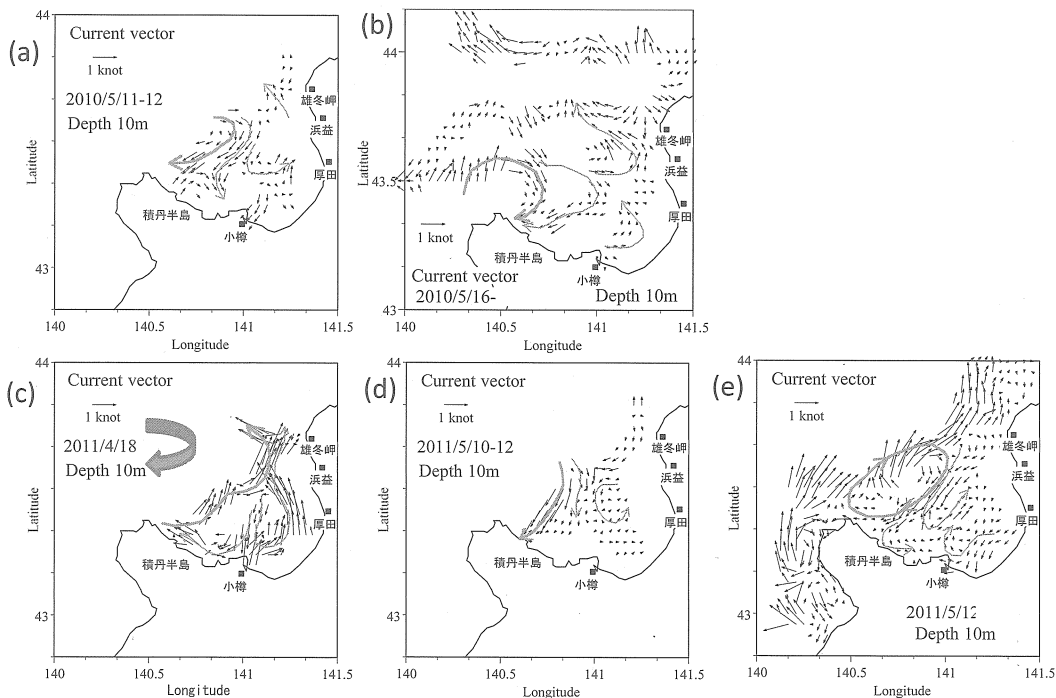 (a)
44
Current vector
1 knot
2010/5/11-12
Depth 10m
雄冬岬
浜益
厚田
積丹半島
小樽
Latitude
43
140
140.5
141
141.5
Longitude
(b)
44
雄冬岬
浜益
厚田
43.5
1 knot
積丹半島
小樽
Current vector
2010/5/16-
Depth 10m
Latitude
43
140
140.5
141
141.5
Longitude
(c)
44
Current vector
1 knot
2011/4/18
Depth 10m
雄冬岬
浜益
厚田
積丹半島
小樽
Latitude
43
140
140.5
141
141.5
Longitude
(d)
44
Current vector
1 knot
2011/5/10-12
Depth 10m
雄冬岬
浜益
厚田
積丹半島
小樽
Latitude
43
140
140.5
141
141.5
Longitude
(e)
44
Current vector
1 knot
雄冬岬
浜益
厚田
積丹半島
小樽
2011/5/12
Depth 10m
Latitude
43
140
140.5
141
141.5
Longitude